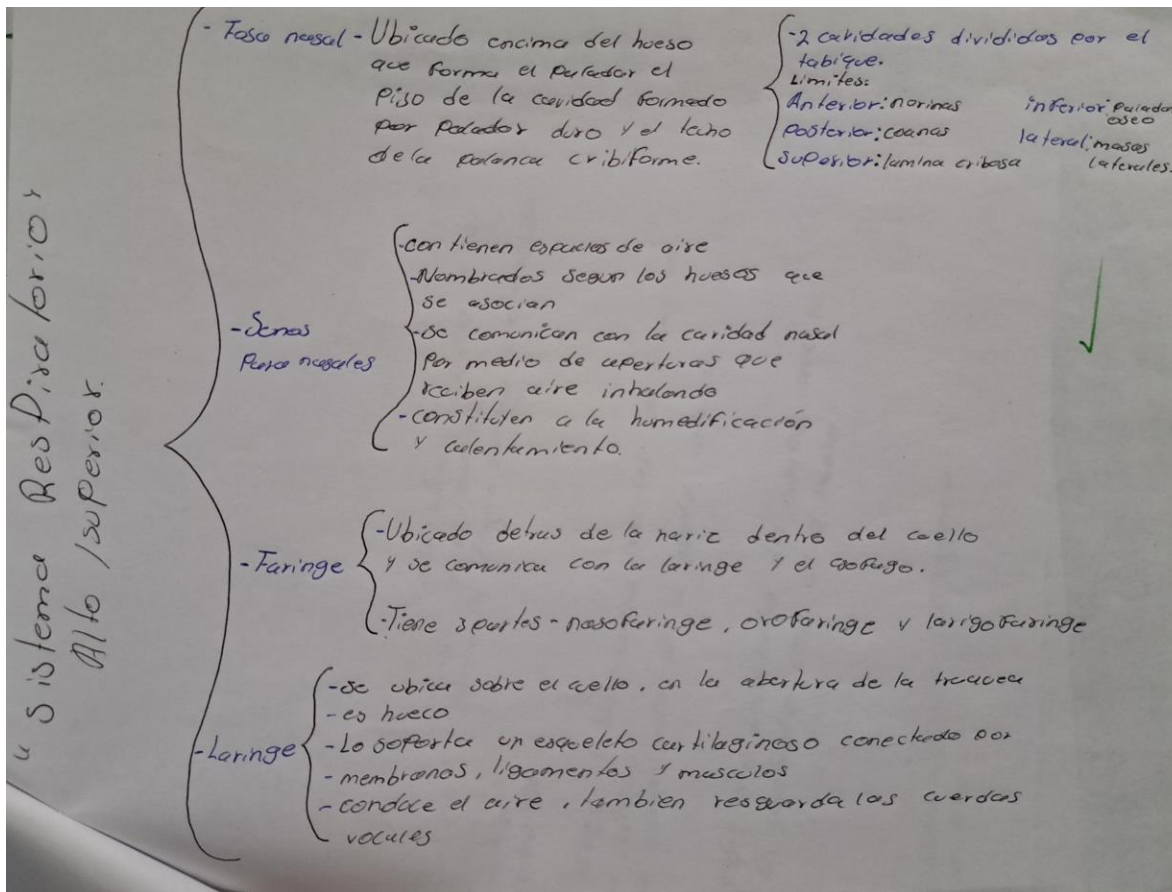 "Sistema Respiratorio"
Alto /superior.
- Fosa nasal - Ubicado encima del hueso
que forma el paladar el
piso de la cavidad formado
por paladar duro y el techo
de la cribiforme.
-2 cavidades divididas por el
tabique.
Limites:
Anterior: narinas inferior: paladar oseo
Posterior: coanas lateral: masas laterales.
superior: lamina cribosa
- Senos
Para nasales
-contienen espacios de aire
-Nombrados segun los huesos que
se asocian
-se comunican con la cavidad nasal
por medio de aperturas que
reciben aire inhalando
-constituten a la humedificación
y calentamiento.
-Faringe
-Ubicado detras de la nariz dentro del cuello
y se comunica con la laringe y el esofago.
-Tiene 3 partes - nasofaringe, orofaringe y larigofaringe
-Laringe
-se ubica sobre el cuello, en la abertura de la traquea
-es hueco
-Lo soporta un esqueleto cartilaginoso conectado por
-membranas, ligamentos y musculos
-conduce el aire, tambien resguarda las cuerdas
vocales